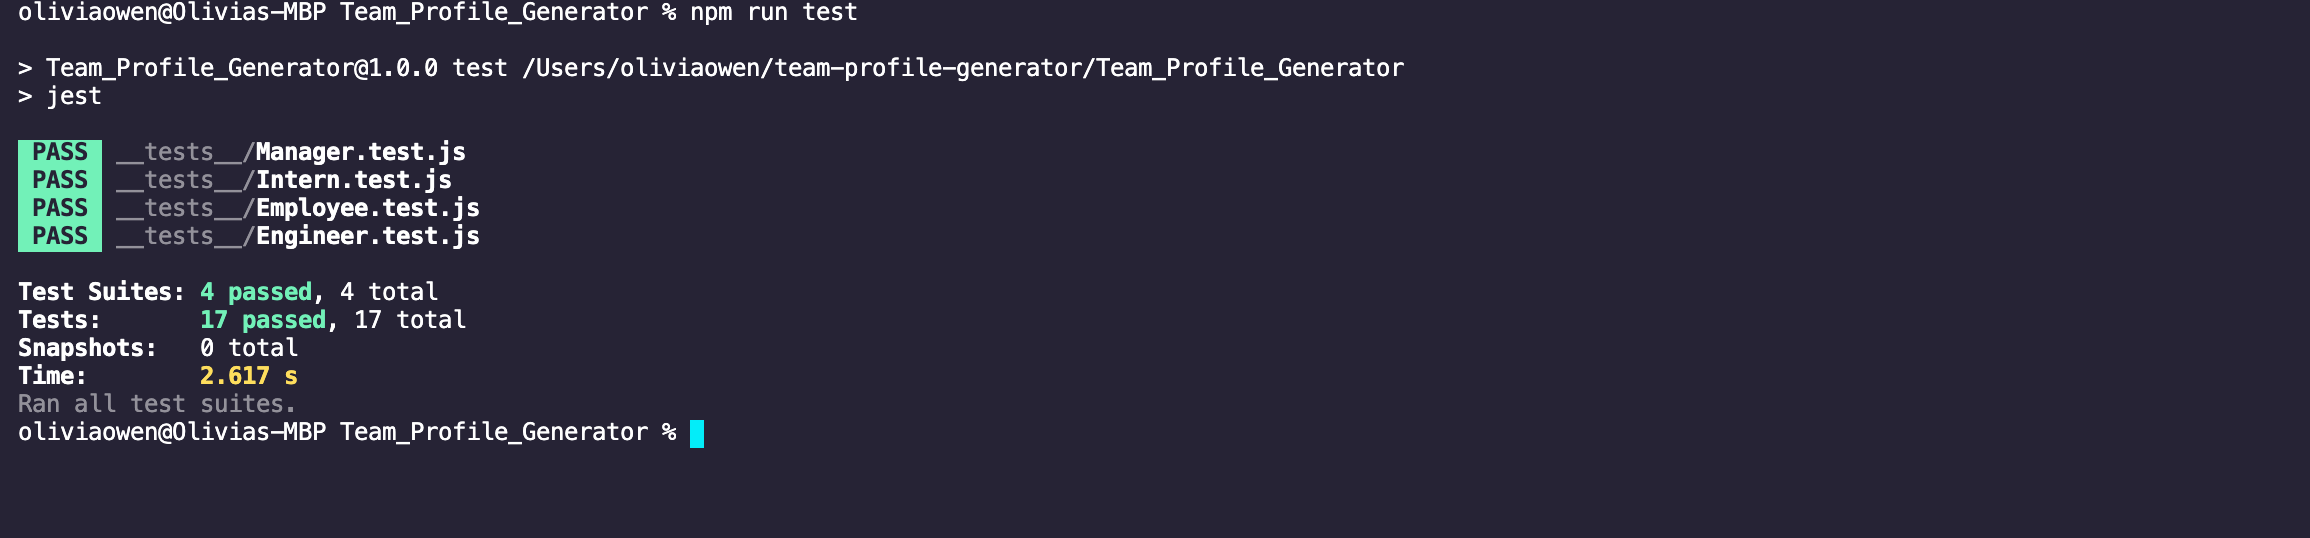 oliviaowen@Olivias-MBP Team_Profile_Generator % npm run test
> Team_Profile_Generator@1.0.0 test /Users/oliviaowen/team-profile-generator/Team_Profile_Generator
> jest
PASS __tests__/Manager.test.js
PASS __tests__/Intern.test.js
PASS __tests__/Employee.test.js
PASS __tests__/Engineer.test.js
Test Suites: 4 passed, 4 total
Tests: 17 passed, 17 total
Snapshots: 0 total
Time: 2.617 s
Ran all test suites.
oliviaowen@Olivias-MBP Team_Profile_Generator %